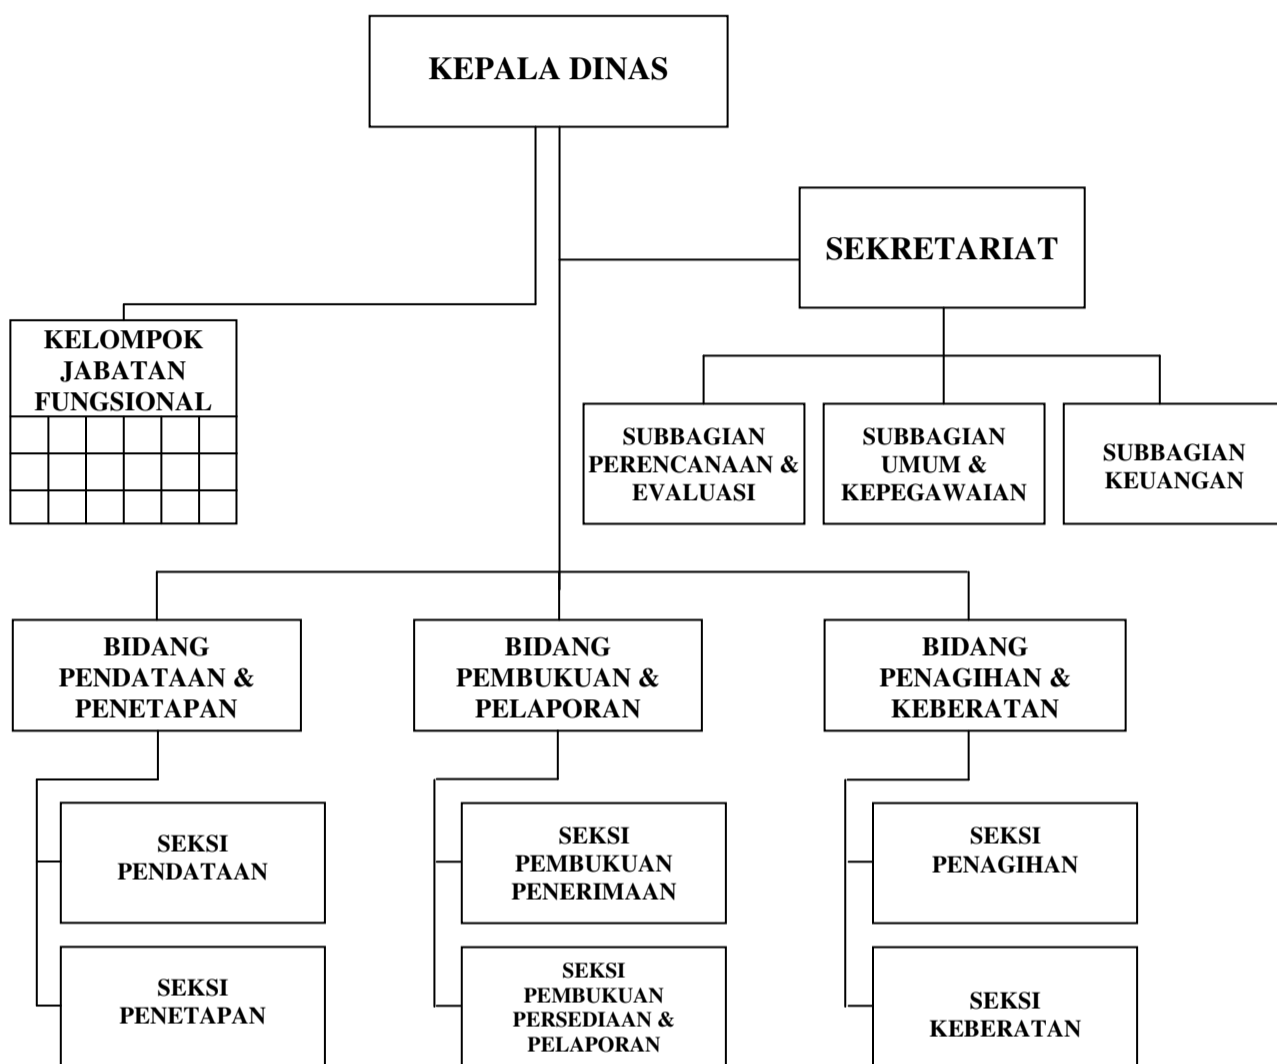 KEPALA DINAS
SEKRETARIAT
KELOMPOK
JABATAN
FUNGSIONAL
SUBBAGIAN
PERENCANAAN &
EVALUASI
SUBBAGIAN
UMUM &
KEPEGAWAIAN
SUBBAGIAN
KEUANGAN
BIDANG
PENDATAAN &
PENETAPAN
BIDANG
PEMBUKUAN &
PELAPORAN
BIDANG
PENAGIHAN &
KEBERATAN
SEKSI
PENDATAAN
SEKSI
PEMBUKUAN
PENERIMAAN
SEKSI
PENAGIHAN
SEKSI
PENETAPAN
SEKSI
PEMBUKUAN
PERSEDIAAN &
PELAPORAN
SEKSI
KEBERATAN